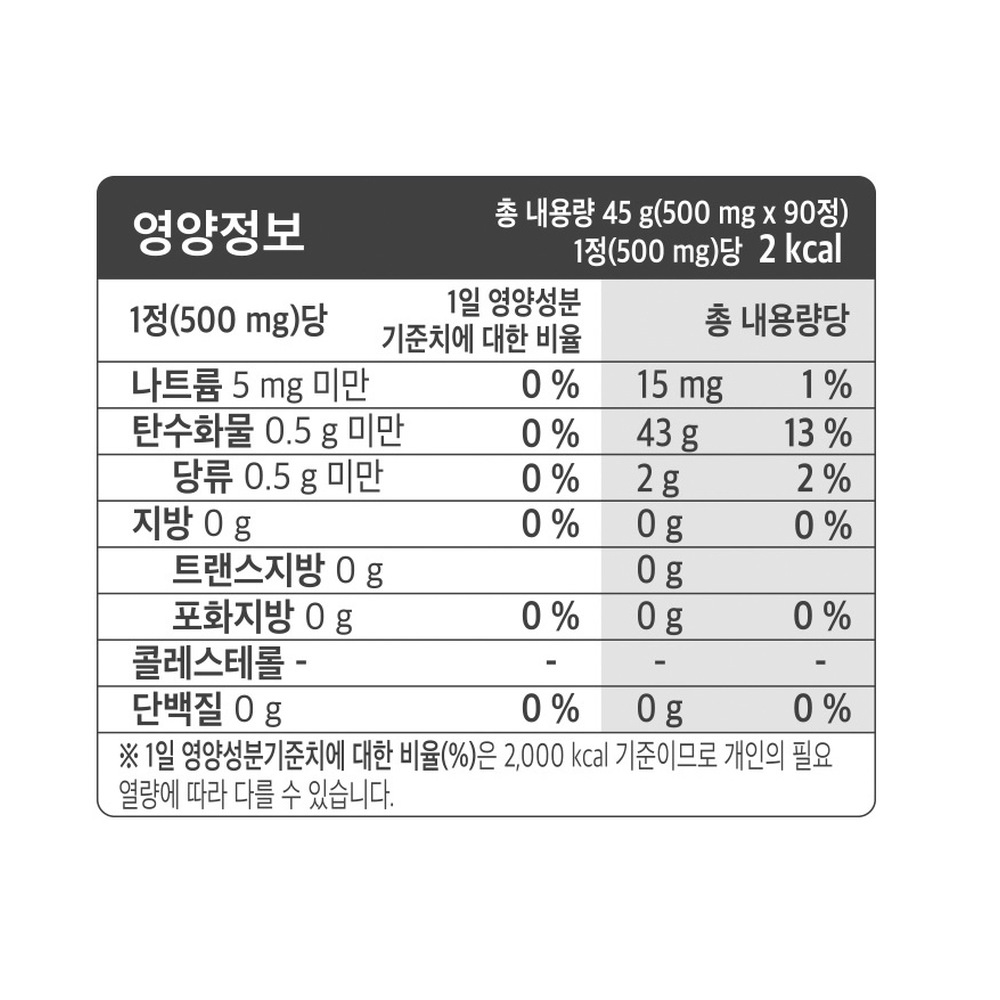 영양정보
총 내용량 45 g(500 mg x 90정)
1정(500 mg)당 2 kcal
1정(500 mg)당 1일 영양성분 기준치에 대한 비율 총 내용량당
나트륨 5 mg 미만 0 % 15 mg 1 %
탄수화물 0.5 g 미만 0 % 43 g 13 %
당류 0.5 g 미만 0 % 2 g 2 %
지방 0 g 0 % 0 g 0 %
트랜스지방 0 g 0 g
포화지방 0 g 0 % 0 g 0 %
콜레스테롤 - - - -
단백질 0 g 0 % 0 g 0 %
※ 1일 영양성분기준치에 대한 비율(%)은 2,000 kcal 기준이므로 개인의 필요
열량에 따라 다를 수 있습니다.